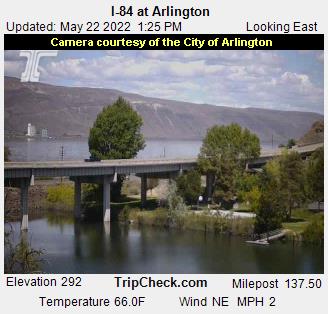 I-84 at Arlington
Updated: May 22 2022 1:25 PM Looking East
Camera courtesy of the City of Arlington
Elevation 292 TripCheck.com Milepost 137.50
Temperature 66.0F Wind NE MPH 2